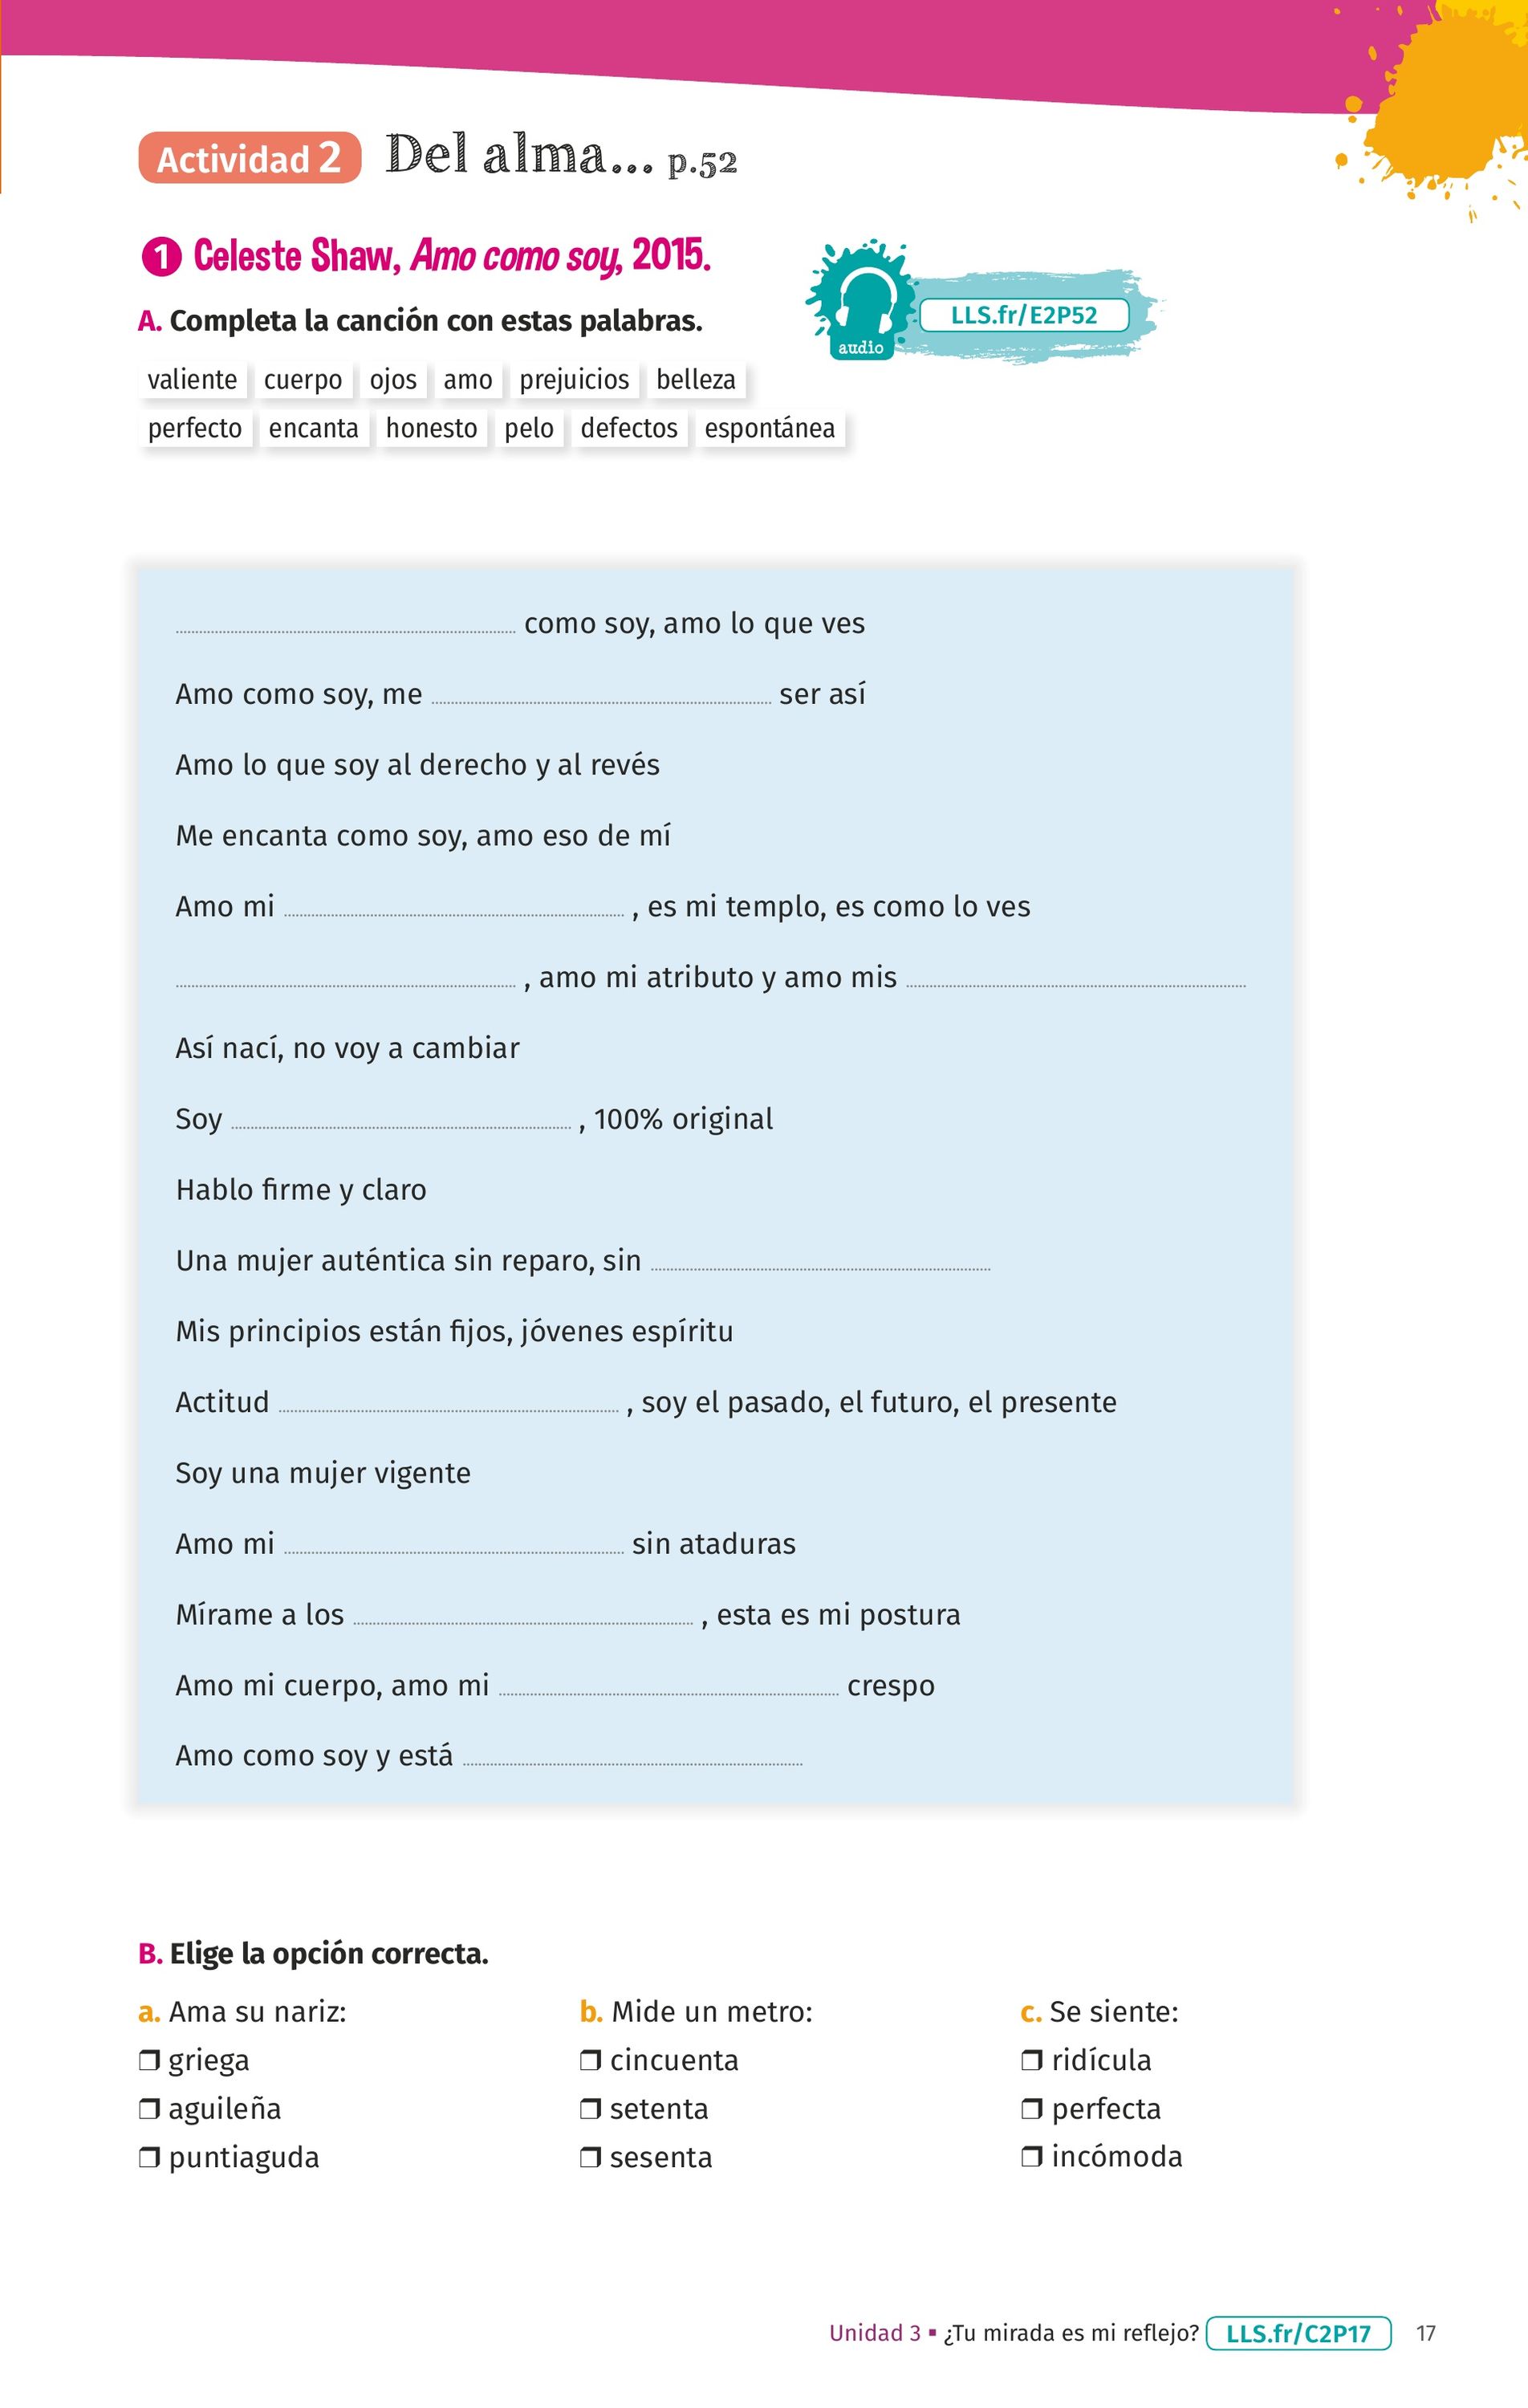 Actividad 2 Del alma... p.52
1 Celeste Shaw, Amo como soy, 2015.
A. Completa la canción con estas palabras.
audio
LLS.fr/E2P52
valiente cuerpo ojos amo prejuicios belleza
perfecto encanta honesto pelo defectos espontánea
........ como soy, amo lo que ves
Amo como soy, me ........ ser así
Amo lo que soy al derecho y al revés
Me encanta como soy, amo eso de mí
Amo mi ........ , es mi templo, es como lo ves
........ , amo mi atributo y amo mis ........
Así nací, no voy a cambiar
Soy ........ , 100% original
Hablo firme y claro
Una mujer auténtica sin reparo, sin ........
Mis principios están fijos, jóvenes espíritu
Actitud ........ , soy el pasado, el futuro, el presente
Soy una mujer vigente
Amo mi ........ sin ataduras
Mírame a los ........ , esta es mi postura
Amo mi cuerpo, amo mi ........ crespo
Amo como soy y está ........
B. Elige la opción correcta.
a. Ama su nariz:
❒ griega
❒ aguileña
❒ puntiaguda
b. Mide un metro:
❒ cincuenta
❒ setenta
❒ sesenta
c. Se siente:
❒ ridícula
❒ perfecta
❒ incómoda
Unidad 3 ▪ ¿Tu mirada es mi reflejo? LLS.fr/C2P17 17